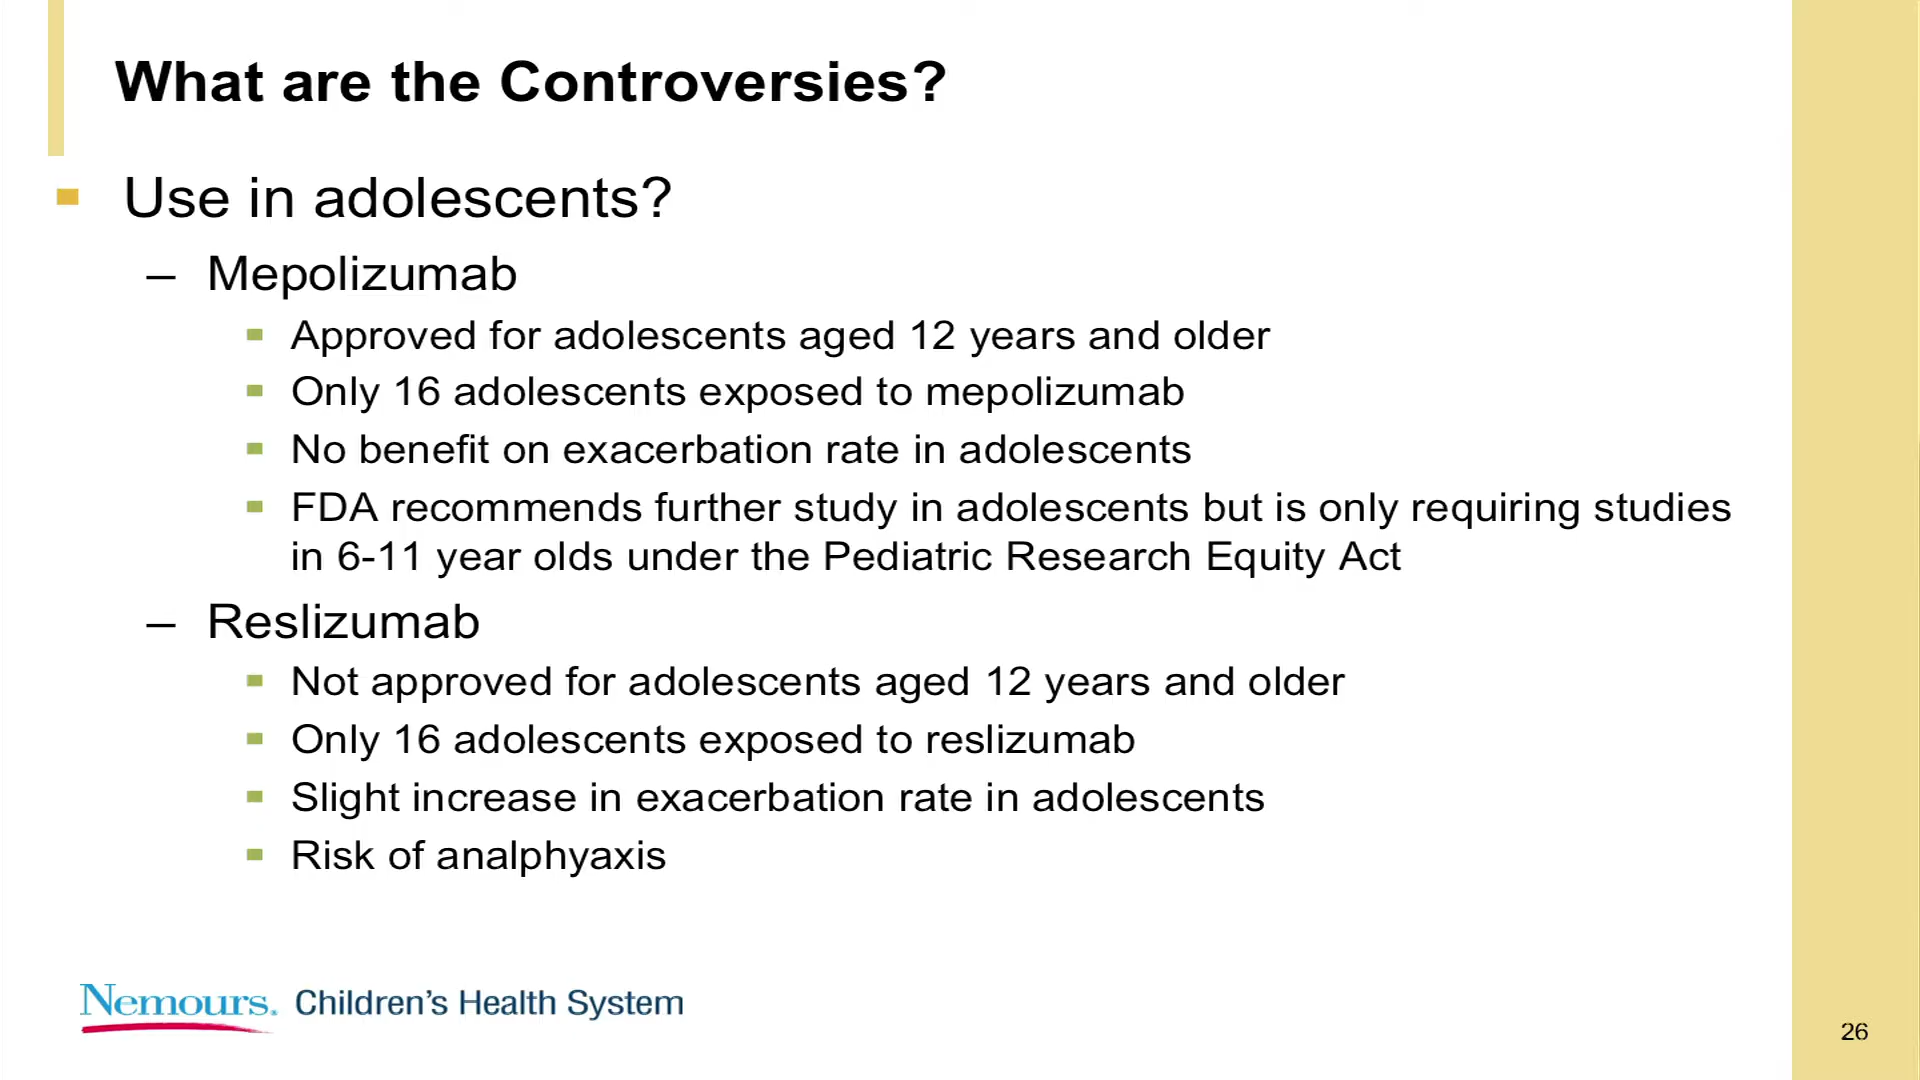 What are the Controversies?
Use in adolescents?
– Mepolizumab
Approved for adolescents aged 12 years and older
Only 16 adolescents exposed to mepolizumab
No benefit on exacerbation rate in adolescents
FDA recommends further study in adolescents but is only requiring studies
in 6-11 year olds under the Pediatric Research Equity Act
– Reslizumab
Not approved for adolescents aged 12 years and older
Only 16 adolescents exposed to reslizumab
Slight increase in exacerbation rate in adolescents
Risk of analphyaxis
Nemours. Children's Health System
26